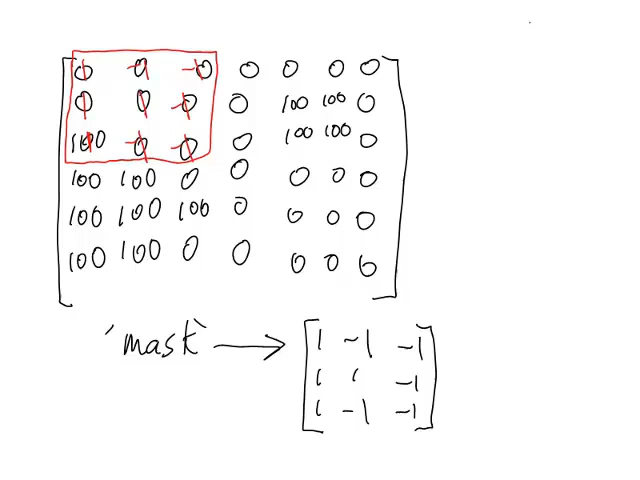 0 0 0 0 0 0 0
0 0 0 0 100 100 0
100 0 0 0 100 100 0
100 100 0 0 0 0 0
100 100 100 0 0 0 0
100 100 0 0 0 0 0
'mask' → 1 -1 -1
1 1 -1
1 -1 -1